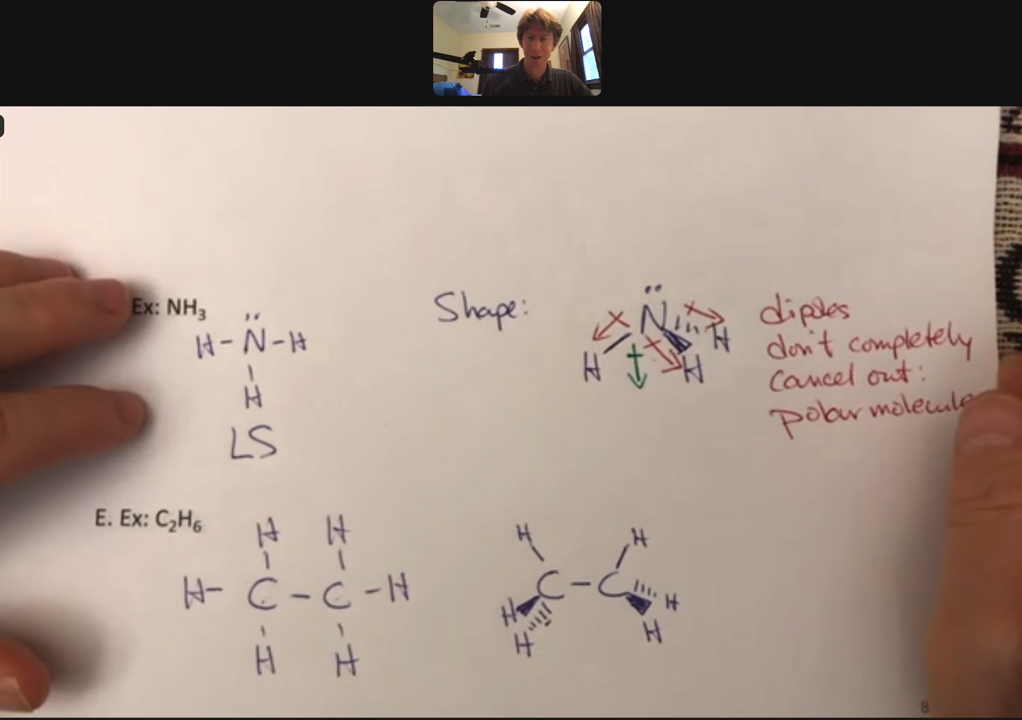 Ex: NH₃
H-N̈-H
H
LS
Shape:
N̈
H
H
H
dipoles
don't completely
cancel out:
polar molecule
E. Ex: C₂H₆
H H
H-C-C-H
H H
H H
C-C
H H
H H
8